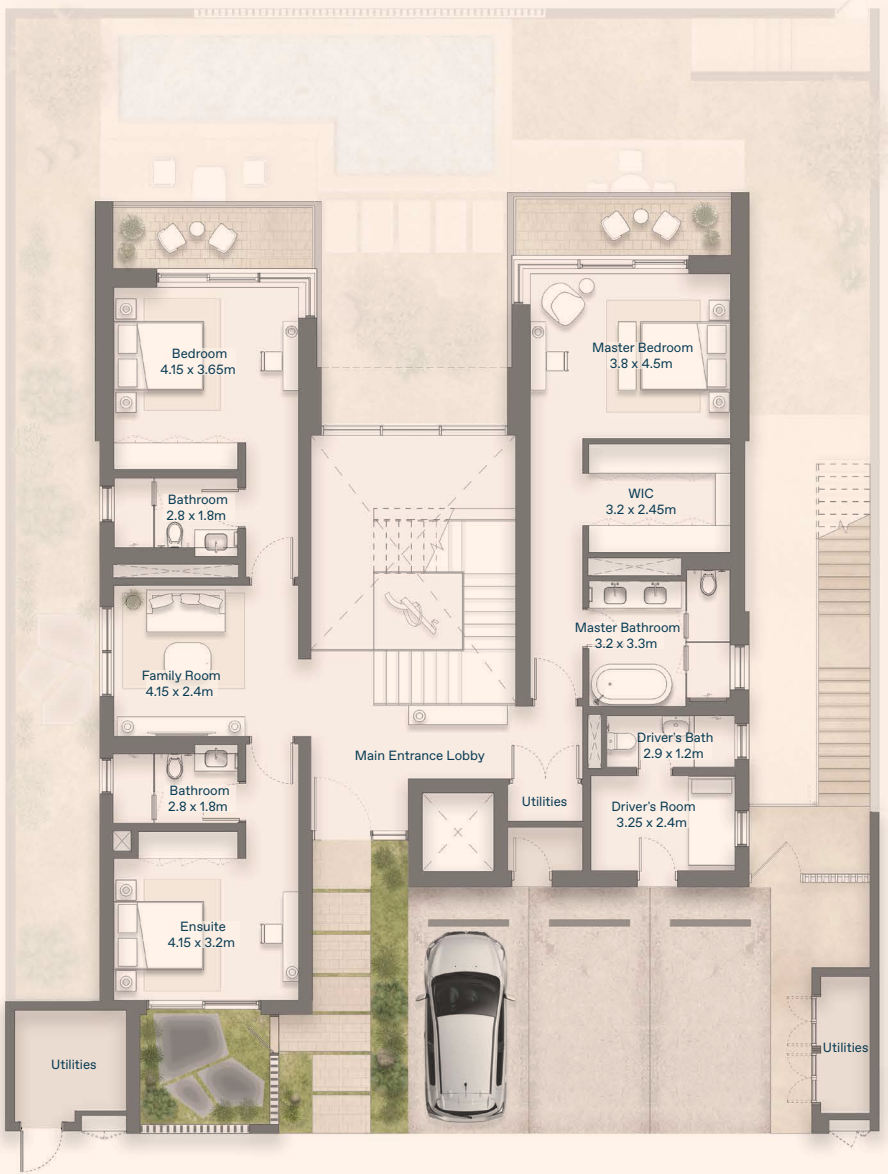 Bedroom
4.15 x 3.65m
Master Bedroom
3.8 x 4.5m
Bathroom
2.8 x 1.8m
WIC
3.2 x 2.45m
Master Bathroom
3.2 x 3.3m
Family Room
4.15 x 2.4m
Main Entrance Lobby
Driver's Bath
2.9 x 1.2m
Bathroom
2.8 x 1.8m
Utilities
Driver's Room
3.25 x 2.4m
Ensuite
4.15 x 3.2m
Utilities
Utilities